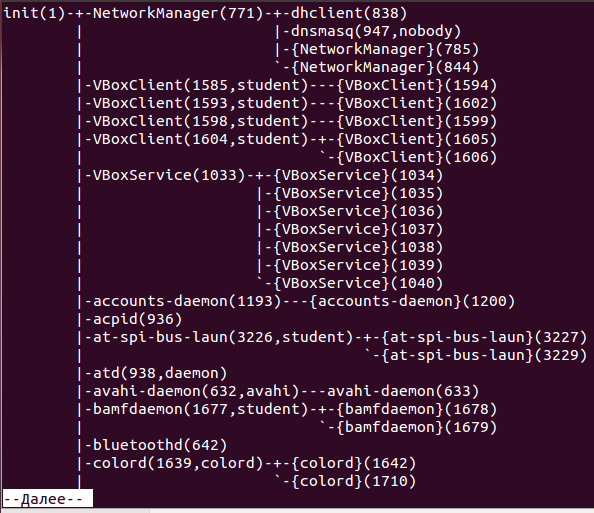 init(1)-+-NetworkManager(771)-+-dhclient(838)
        |                     |-dnsmasq(947,nobody)
        |                     |-{NetworkManager}(785)
        |                     `-{NetworkManager}(844)
        |-VBoxClient(1585,student)---{VBoxClient}(1594)
        |-VBoxClient(1593,student)---{VBoxClient}(1602)
        |-VBoxClient(1598,student)---{VBoxClient}(1599)
        |-VBoxClient(1604,student)-+-{VBoxClient}(1605)
        |                          `-{VBoxClient}(1606)
        |-VBoxService(1033)-+-{VBoxService}(1034)
        |                   |-{VBoxService}(1035)
        |                   |-{VBoxService}(1036)
        |                   |-{VBoxService}(1037)
        |                   |-{VBoxService}(1038)
        |                   |-{VBoxService}(1039)
        |                   `-{VBoxService}(1040)
        |-accounts-daemon(1193)---{accounts-daemon}(1200)
        |-acpid(936)
        |-at-spi-bus-laun(3226,student)-+-{at-spi-bus-laun}(3227)
        |                               `-{at-spi-bus-laun}(3229)
        |-atd(938,daemon)
        |-avahi-daemon(632,avahi)---avahi-daemon(633)
        |-bamfdaemon(1677,student)-+-{bamfdaemon}(1678)
        |                          `-{bamfdaemon}(1679)
        |-bluetoothd(642)
        |-colord(1639,colord)-+-{colord}(1642)
        |                     `-{colord}(1710)
--Далее--